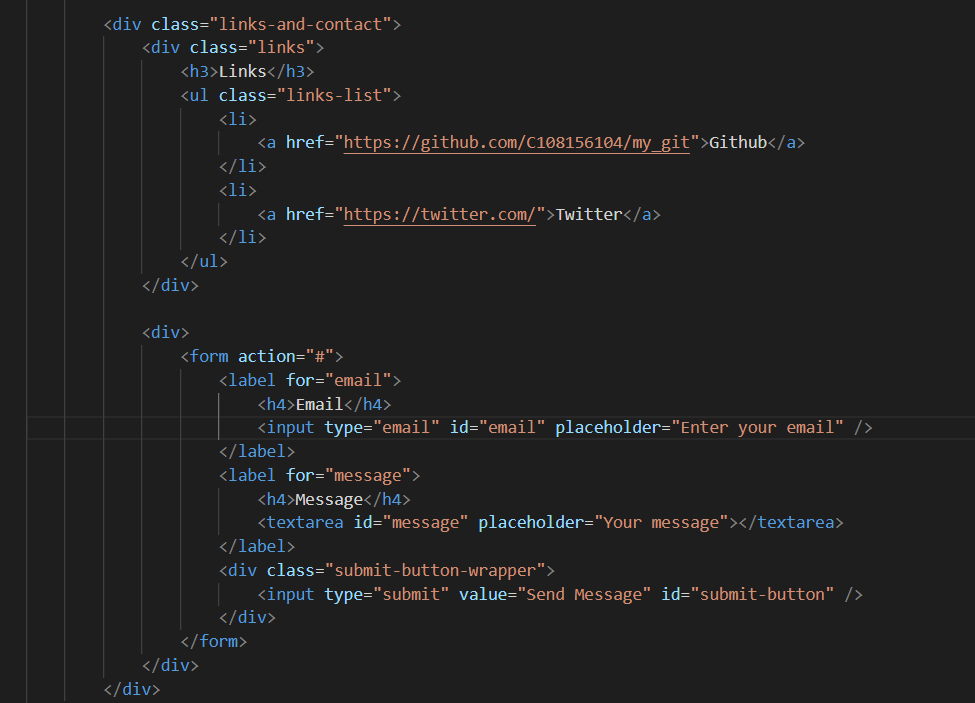 <div class="links-and-contact">
<div class="links">
<h3>Links</h3>
<ul class="links-list">
<li>
<a href="https://github.com/C108156104/my_git">Github</a>
</li>
<li>
<a href="https://twitter.com/">Twitter</a>
</li>
</ul>
</div>
<div>
<form action="#">
<label for="email">
<h4>Email</h4>
<input type="email" id="email" placeholder="Enter your email" />
</label>
<label for="message">
<h4>Message</h4>
<textarea id="message" placeholder="Your message"></textarea>
</label>
<div class="submit-button-wrapper">
<input type="submit" value="Send Message" id="submit-button" />
</div>
</form>
</div>
</div>